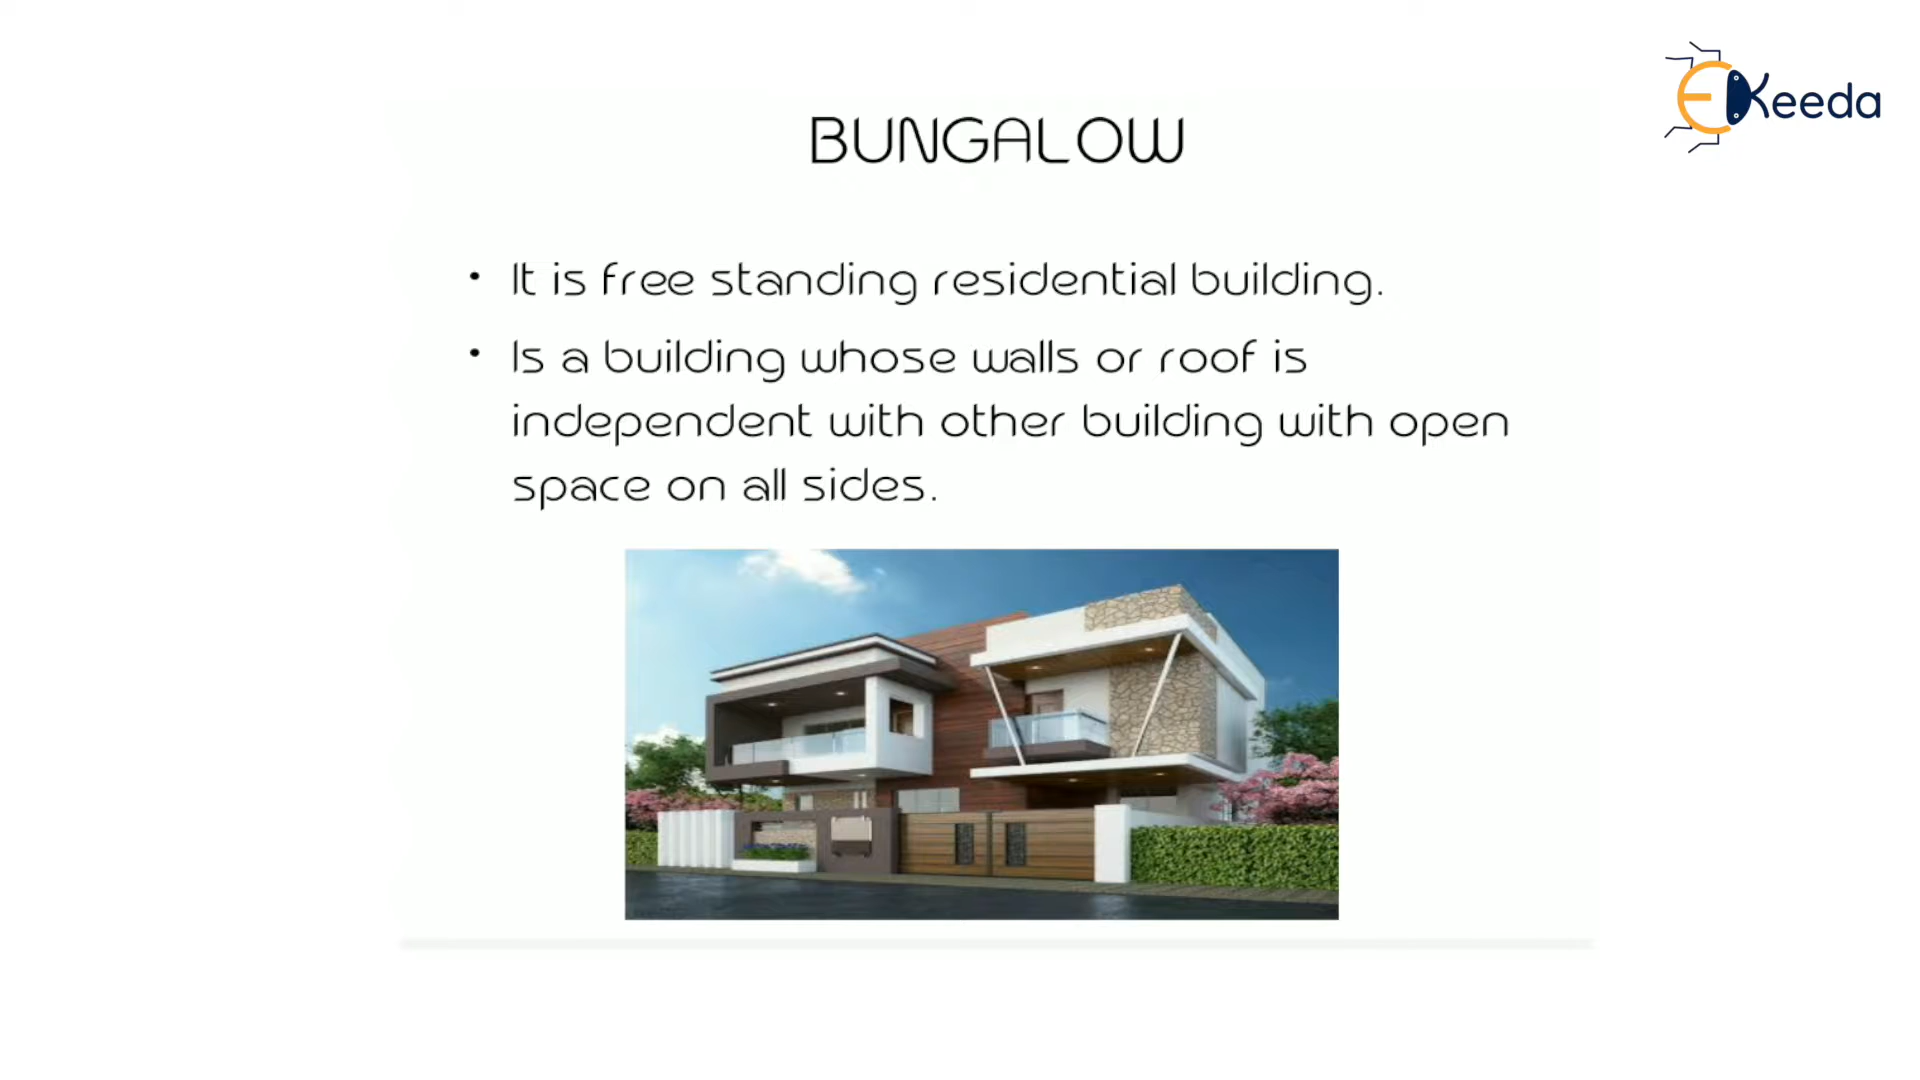 EKeeda
BUNGALOW
• It is free standing residential building.
• Is a building whose walls or roof is
independent with other building with open
space on all sides.